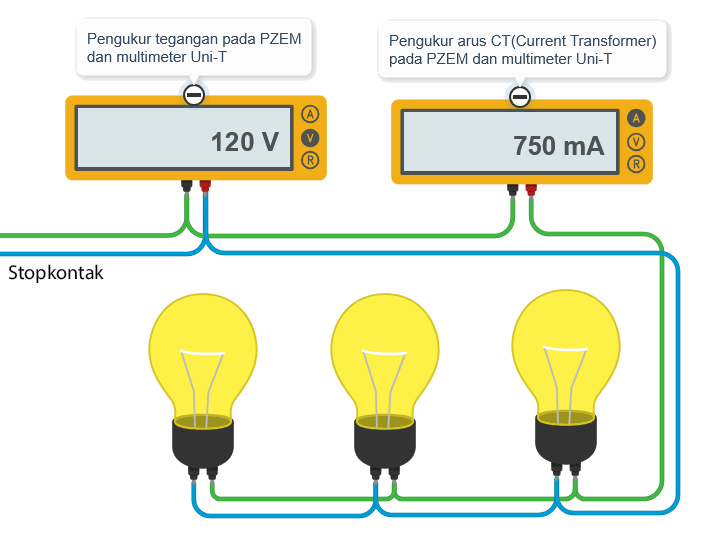 Pengukur tegangan pada PZEM
dan multimeter Uni-T
Pengukur arus CT(Current Transformer)
pada PZEM dan multimeter Uni-T
120 V
A
V
R
750 mA
A
V
R
Stopkontak